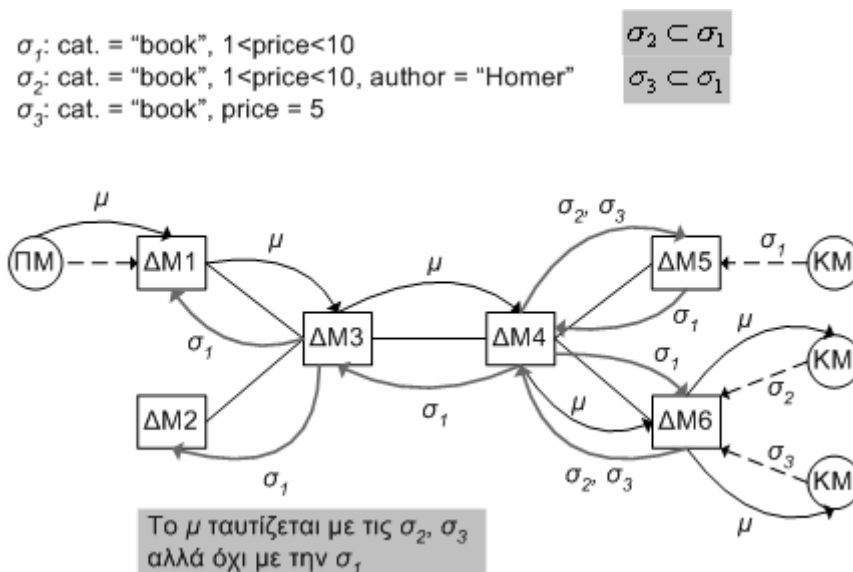 σ₁: cat. = “book”, 1<price<10
σ₂: cat. = “book”, 1<price<10, author = “Homer”
σ₃: cat. = “book”, price = 5
σ₂ ⊂ σ₁
σ₃ ⊂ σ₁
μ
ΠΜ
ΔΜ1
μ
σ₁
ΔΜ3
μ
ΔΜ4
σ₂, σ₃
ΔΜ5
σ₁
ΚΜ
σ₁
ΔΜ2
σ₁
σ₁
σ₁
μ
σ₂, σ₃
ΔΜ6
μ
σ₂
ΚΜ
σ₃
ΚΜ
μ
Το μ ταυτίζεται με τις σ₂, σ₃
αλλά όχι με την σ₁